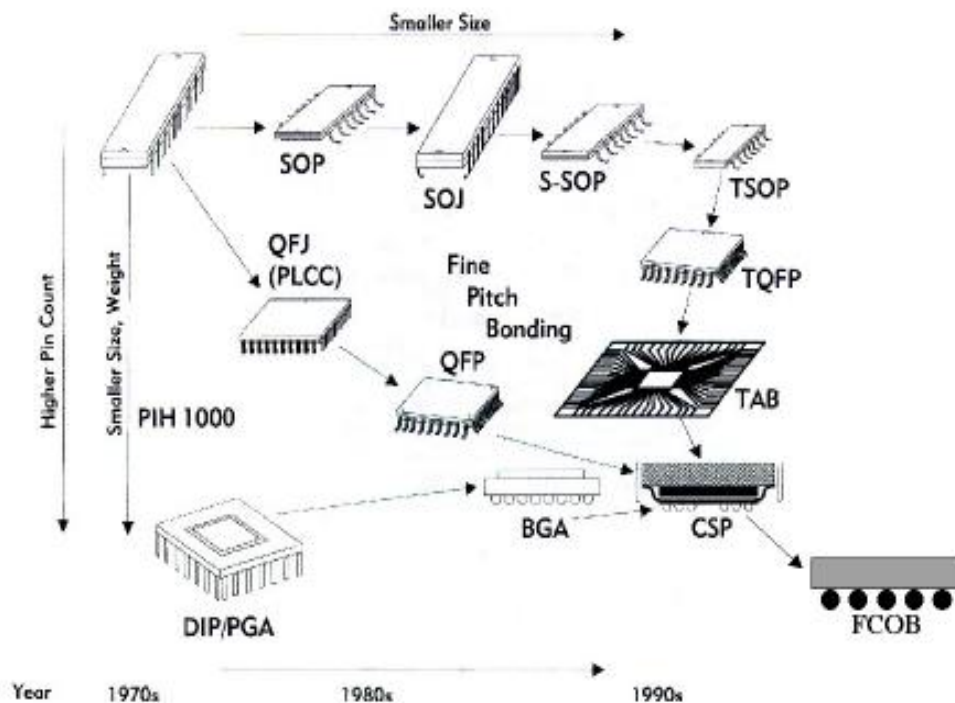 Smaller Size
SOP
SOJ
S-SOP
TSOP
Higher Pin Count
Smaller Size, Weight
QFJ
(PLCC)
Fine
Pitch
Bonding
TQFP
QFP
TAB
PIH 1000
BGA
CSP
DIP/PGA
FCOB
Year 1970s 1980s 1990s